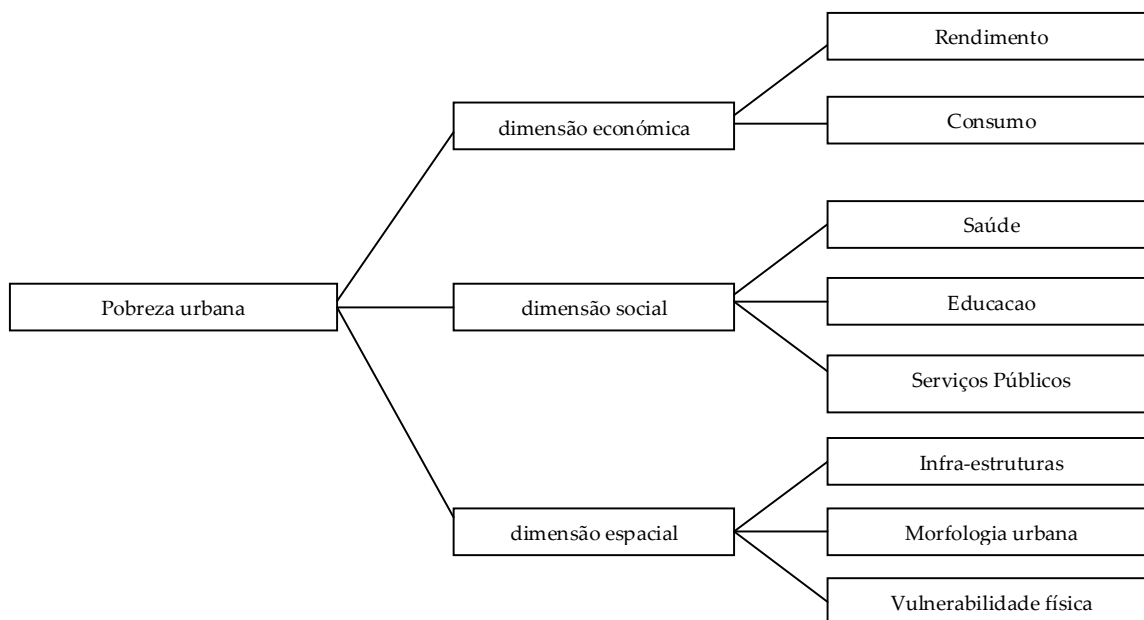 Rendimento
dimensão económica
Consumo
Saúde
Pobreza urbana
dimensão social
Educacao
Serviços Públicos
Infra-estruturas
dimensão espacial
Morfologia urbana
Vulnerabilidade física